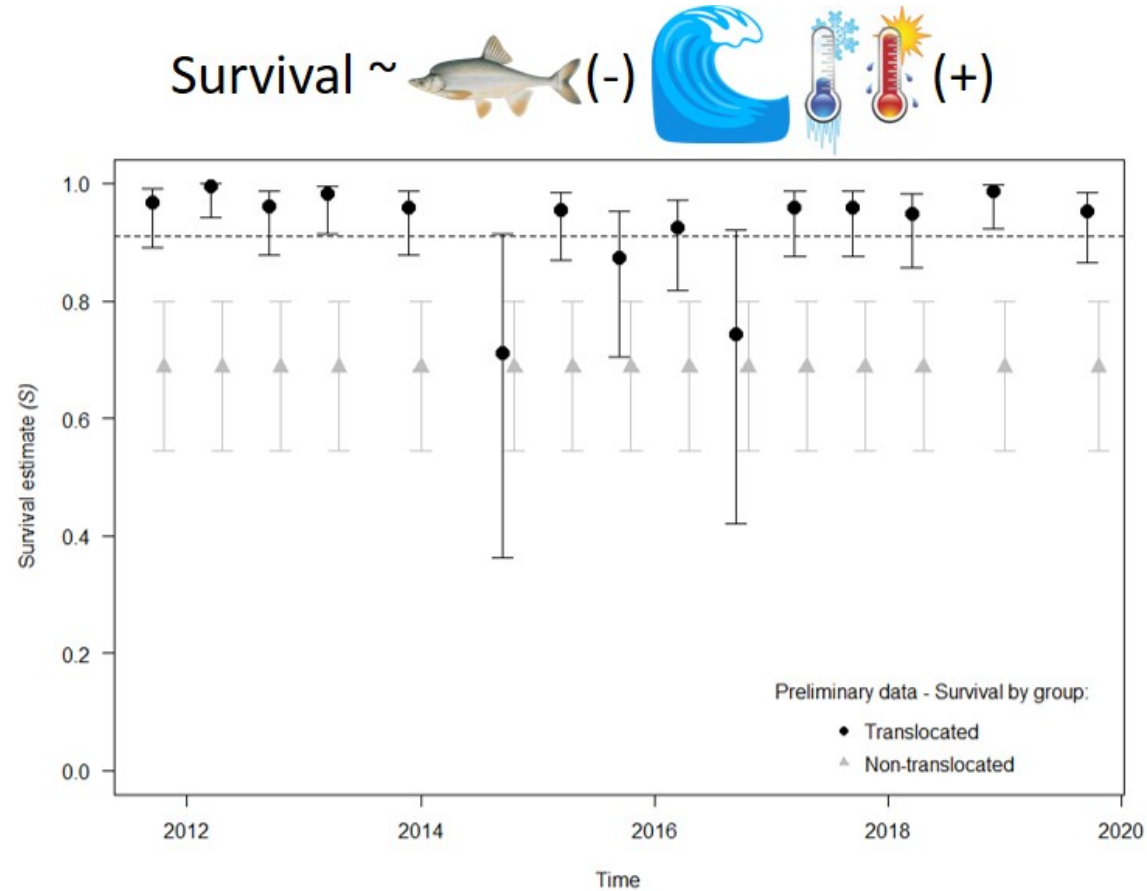 Survival ~ (-) (+)
1.0
0.8
0.6
0.4
0.2
0.0
Survival estimate (S)
Preliminary data - Survival by group:
Translocated
Non-translocated
2012 2014 2016 2018 2020
Time